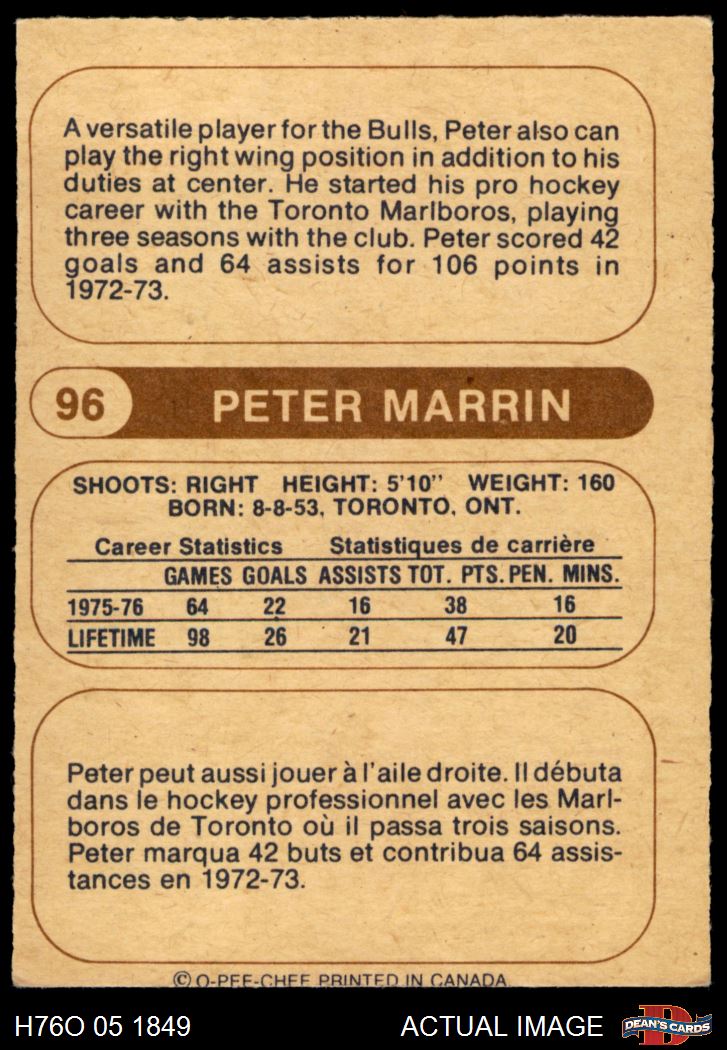 A versatile player for the Bulls, Peter also can
play the right wing position in addition to his
duties at center. He started his pro hockey
career with the Toronto Marlboros, playing
three seasons with the club. Peter scored 42
goals and 64 assists for 106 points in
1972-73.
96 PETER MARRIN
SHOOTS: RIGHT HEIGHT: 5'10" WEIGHT: 160
BORN: 8-8-53, TORONTO, ONT.
Career Statistics Statistiques de carrière
GAMES GOALS ASSISTS TOT. PTS. PEN. MINS.
1975-76 64 22 16 38 16
LIFETIME 98 26 21 47 20
Peter peut aussi jouer à l'aile droite. Il débuta
dans le hockey professionnel avec les Marl-
boros de Toronto où il passa trois saisons.
Peter marqua 42 buts et contribua 64 assis-
tances en 1972-73.
© O-PEE-CHEE PRINTED IN CANADA
H76O 05 1849 ACTUAL IMAGE D DEAN'S CARDS